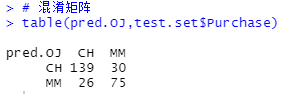 > # 混淆矩阵
> table(pred.OJ,test.set$Purchase)
pred.OJ CH MM
CH 139 30
MM 26 75